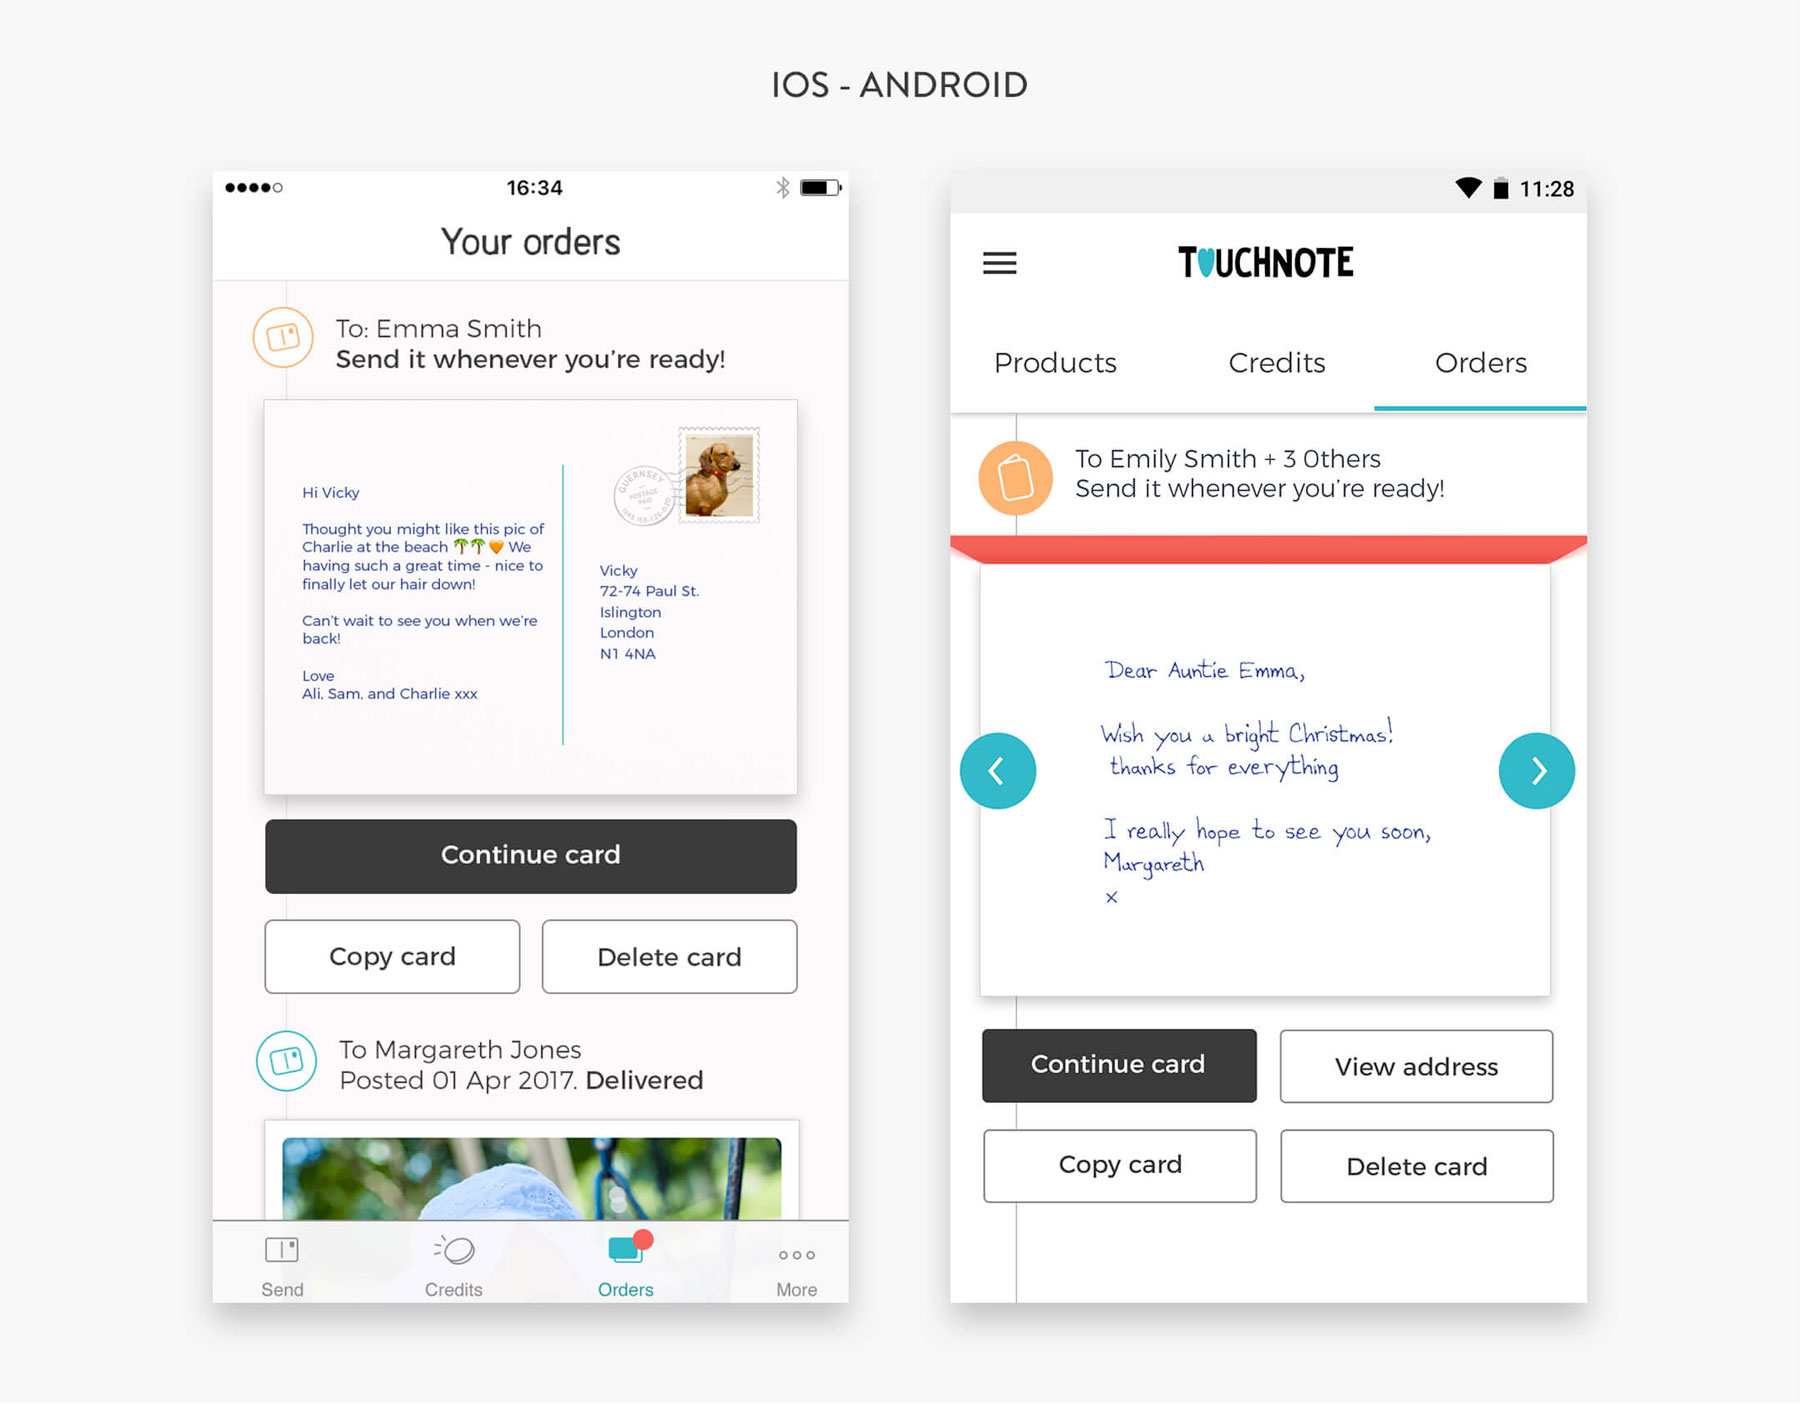 IOS - ANDROID
16:34
Your orders
To: Emma Smith
Send it whenever you're ready!
GUERNSEY
POSTAGE
PAID
Hi Vicky
Thought you might like this pic of
Charlie at the beach 🌴🌴🧡 We
having such a great time - nice to
finally let our hair down!
Can't wait to see you when we're
back!
Love
Ali, Sam, and Charlie xxx
Vicky
72-74 Paul St.
Islington
London
N1 4NA
Continue card
Copy card
Delete card
To Margareth Jones
Posted 01 Apr 2017. Delivered
Send
Credits
Orders
More
11:28
TOUCHNOTE
Products
Credits
Orders
To Emily Smith + 3 Others
Send it whenever you're ready!
Dear Auntie Emma,
Wish you a bright Christmas!
thanks for everything
I really hope to see you soon,
Margareth
x
Continue card
View address
Copy card
Delete card